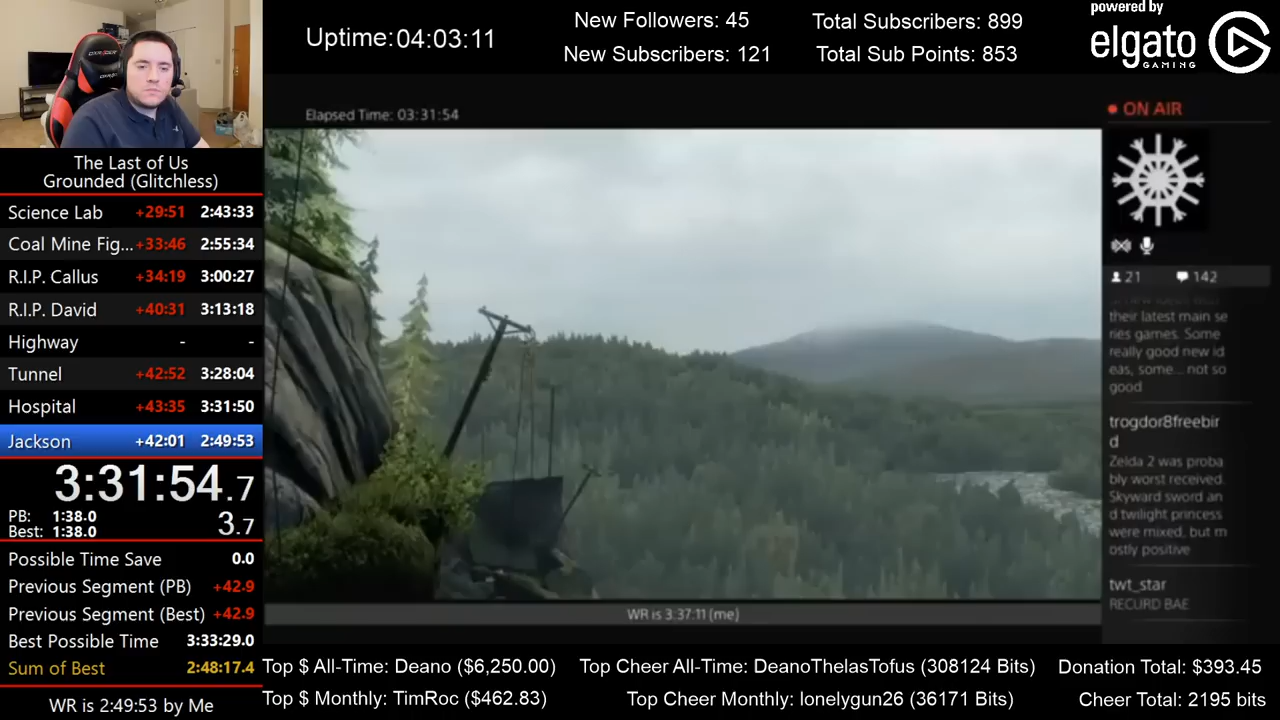 Uptime:04:03:11
New Followers: 45
New Subscribers: 121
Total Subscribers: 899
Total Sub Points: 853
powered by
elgato
GAMING
The Last of Us
Grounded (Glitchless)
Science Lab +29:51 2:43:33
Coal Mine Fig...+33:46 2:55:34
R.I.P. Callus +34:19 3:00:27
R.I.P. David +40:31 3:13:18
Highway - -
Tunnel +42:52 3:28:04
Hospital +43:35 3:31:50
Jackson +42:01 2:49:53
3:31:54.7
PB: 1:38.0
Best: 1:38.0
3.7
Possible Time Save 0.0
Previous Segment (PB) +42.9
Previous Segment (Best) +42.9
Best Possible Time 3:33:29.0
Sum of Best 2:48:17.4
WR is 2:49:53 by Me
Elapsed Time: 03:31:54
WR is 3:37:11 (me)
ON AIR
21 142
their latest main se
ries games. Some
really good new id
eas, some... not so
good
trogdor8freebir
d
Zelda 2 was proba
bly worst received.
Skyward sword an
d twilight princess
were mixed, but m
ostly positive
twt_star
RECURD BAE
Top $ All-Time: Deano ($6,250.00)
Top Cheer All-Time: DeanoThelasTofus (308124 Bits)
Donation Total: $393.45
Top $ Monthly: TimRoc ($462.83)
Top Cheer Monthly: lonelygun26 (36171 Bits)
Cheer Total: 2195 bits